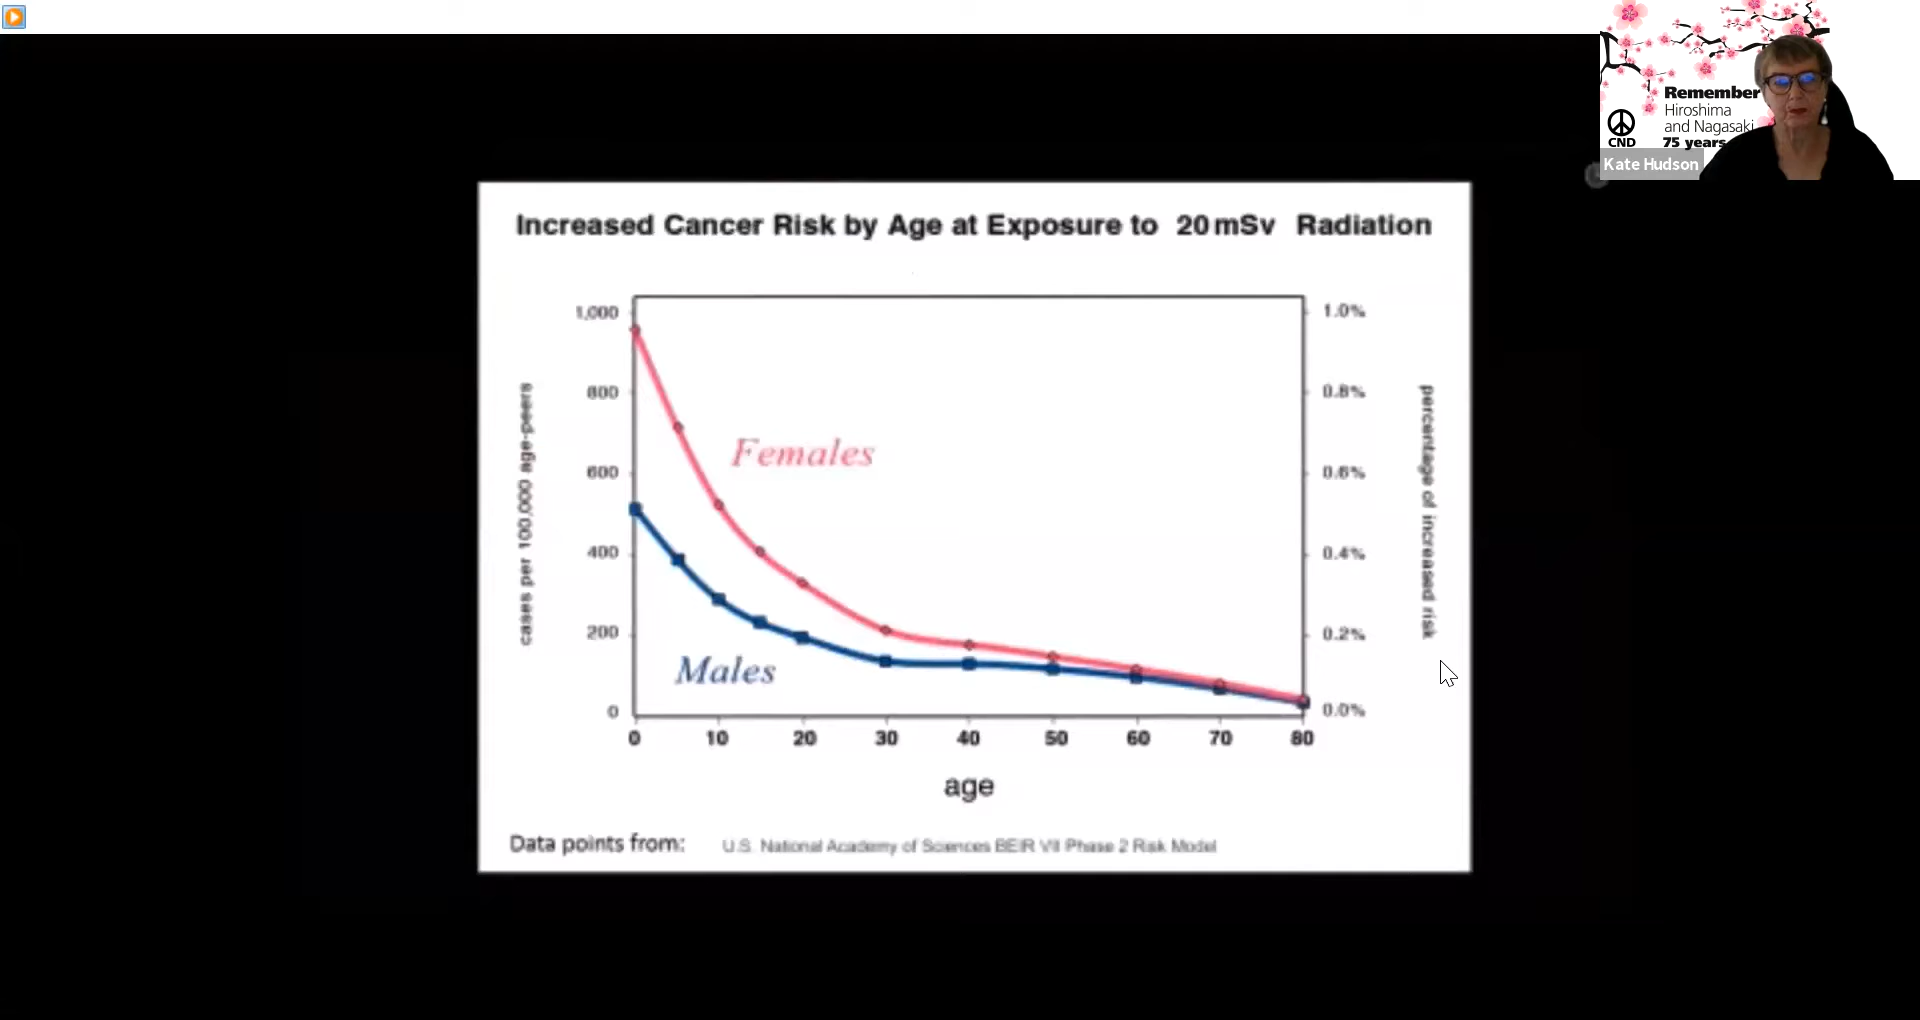 Remember
Hiroshima
and Nagasaki
75 years
CND
Kate Hudson
Increased Cancer Risk by Age at Exposure to 20 mSv Radiation
1,000
800
600
400
200
0
cases per 100,000 age-peers
Females
Males
1.0%
0.8%
0.6%
0.4%
0.2%
0.0%
percentage of increased risk
0 10 20 30 40 50 60 70 80
age
Data points from: U.S. National Academy of Sciences BEIR VII Phase 2 Risk Model